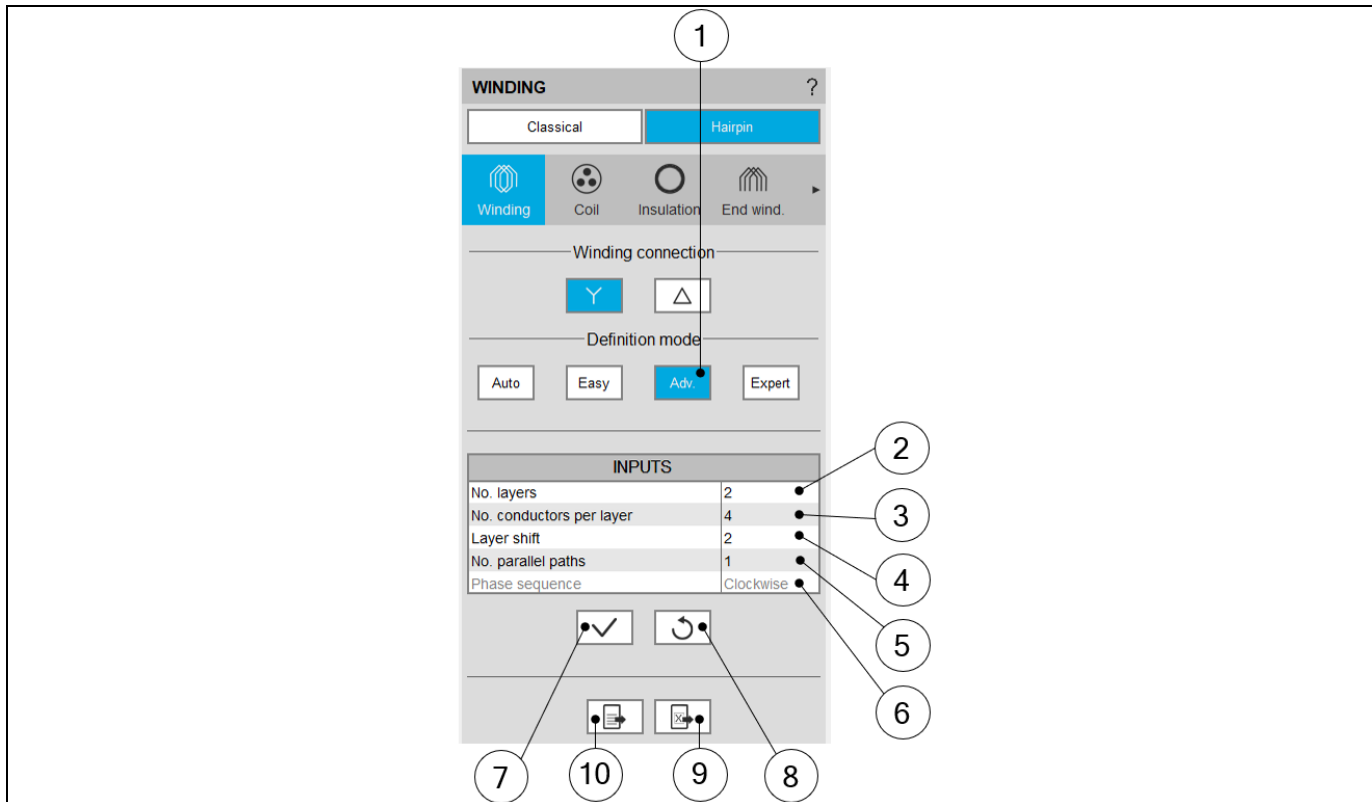 1
WINDING ?
Classical Hairpin
Winding Coil Insulation End wind.
Winding connection
Y Δ
Definition mode
Auto Easy Adv. Expert
INPUTS
No. layers 2
No. conductors per layer 4
Layer shift 2
No. parallel paths 1
Phase sequence Clockwise
2
3
4
5
6
7 10 9 8